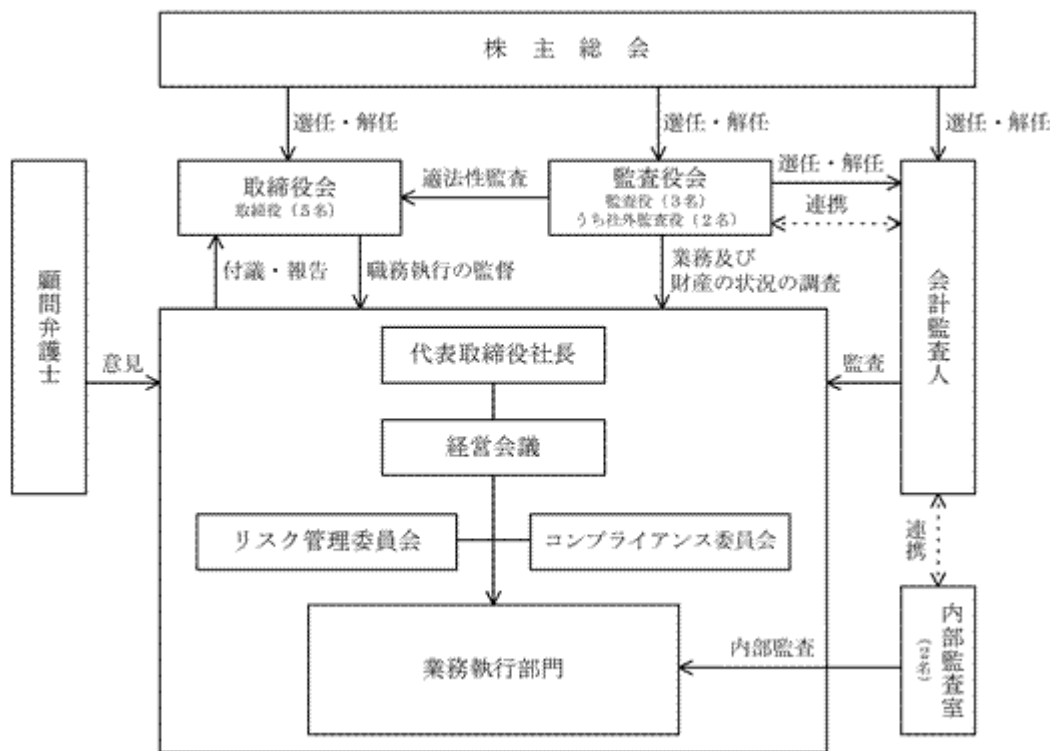 株主総会
選任・解任
選任・解任
選任・解任
取締役会
取締役（5名）
適法性監査
監査役会
監査役（3名）
うち社外監査役（2名）
選任・解任
連携
付議・報告
職務執行の監督
業務及び
財産の状況の調査
顧問弁護士
意見
会計監査人
監査
代表取締役社長
経営会議
リスク管理委員会
コンプライアンス委員会
連携
業務執行部門
内部監査
内部監査室
（2名）